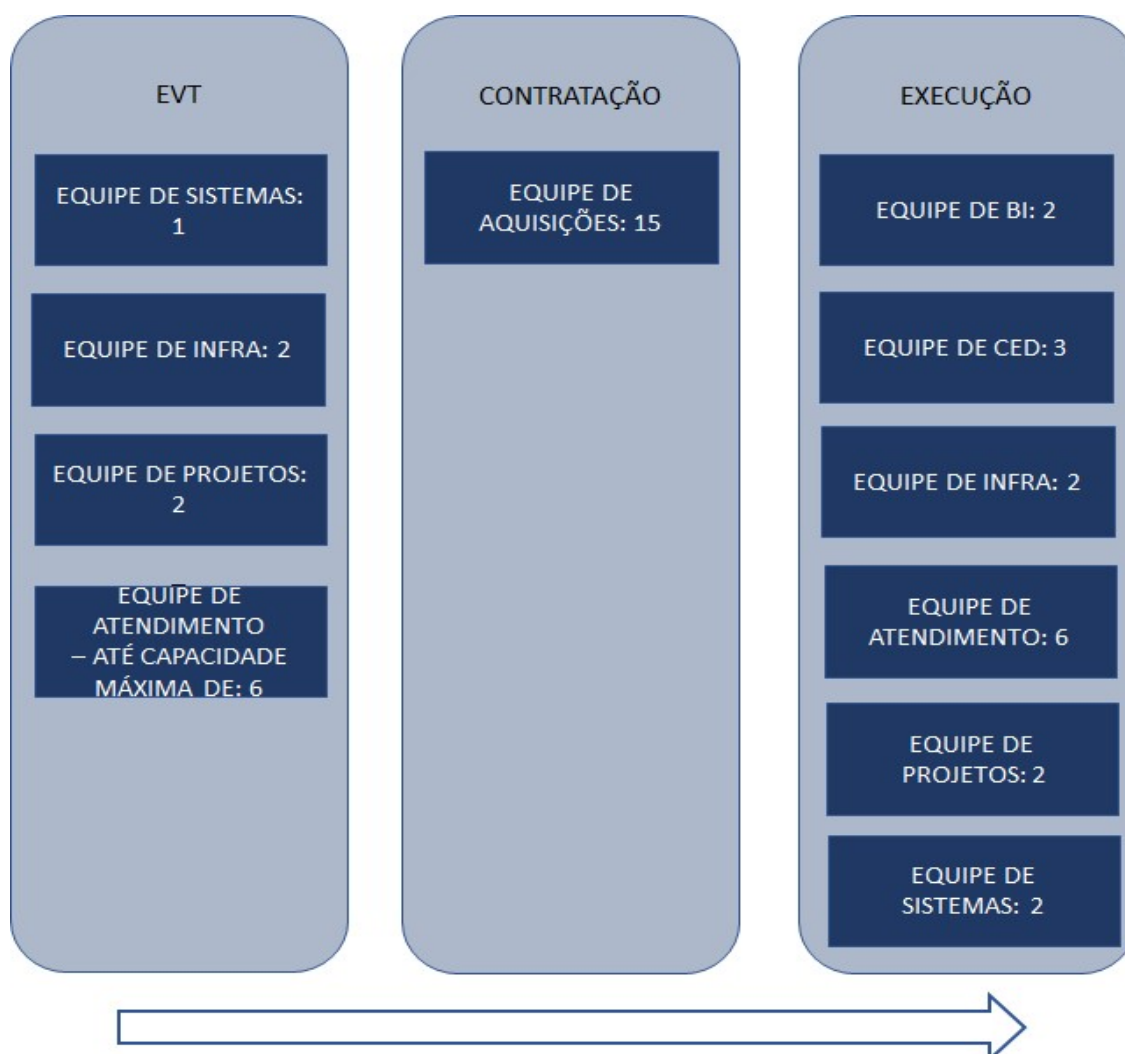 EVT
EQUIPE DE SISTEMAS:
1
EQUIPE DE INFRA: 2
EQUIPE DE PROJETOS:
2
EQUIPE DE
ATENDIMENTO
– ATÉ CAPACIDADE
MÁXIMA DE: 6
CONTRATAÇÃO
EQUIPE DE
AQUISIÇÕES: 15
EXECUÇÃO
EQUIPE DE BI: 2
EQUIPE DE CED: 3
EQUIPE DE INFRA: 2
EQUIPE DE
ATENDIMENTO: 6
EQUIPE DE
PROJETOS: 2
EQUIPE DE
SISTEMAS: 2